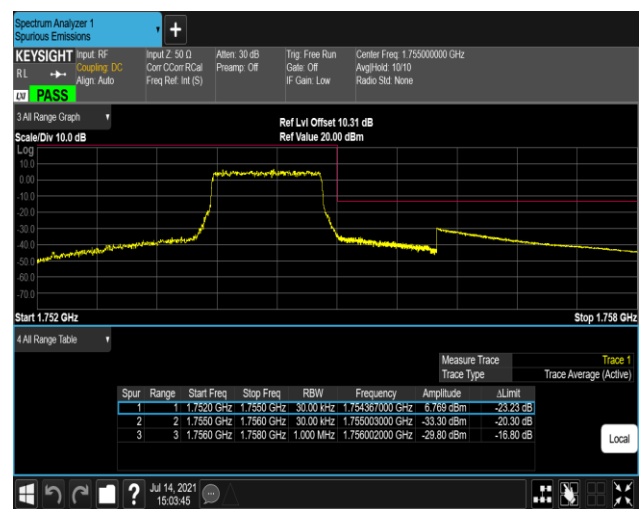 Spectrum Analyzer 1
Spurious Emissions
KEYSIGHT Input: RF Input Z: 50 Ω Atten: 30 dB Trig: Free Run Center Freq: 1.755000000 GHz
RL Coupling: DC Corr CCorr RCal Preamp: Off Gate: Off Avg|Hold: 10/10
Align: Auto Freq Ref: Int (S) IF Gain: Low Radio Std: None
LXI PASS
3 All Range Graph
Ref Lvl Offset 10.31 dB
Scale/Div 10.0 dB Ref Value 20.00 dBm
Log
10.0
0.00
-10.0
-20.0
-30.0
-40.0
-50.0
-60.0
-70.0
Start 1.752 GHz Stop 1.758 GHz
4 All Range Table
Measure Trace Trace 1
Trace Type Trace Average (Active)
Spur Range Start Freq Stop Freq RBW Frequency Amplitude ΔLimit
1 1 1.7520 GHz 1.7550 GHz 30.00 kHz 1.754367000 GHz 6.769 dBm -23.23 dB
2 2 1.7550 GHz 1.7560 GHz 30.00 kHz 1.755003000 GHz -33.30 dBm -20.30 dB
3 3 1.7560 GHz 1.7580 GHz 1.000 MHz 1.756002000 GHz -29.80 dBm -16.80 dB
Local
? Jul 14, 2021
15:03:45